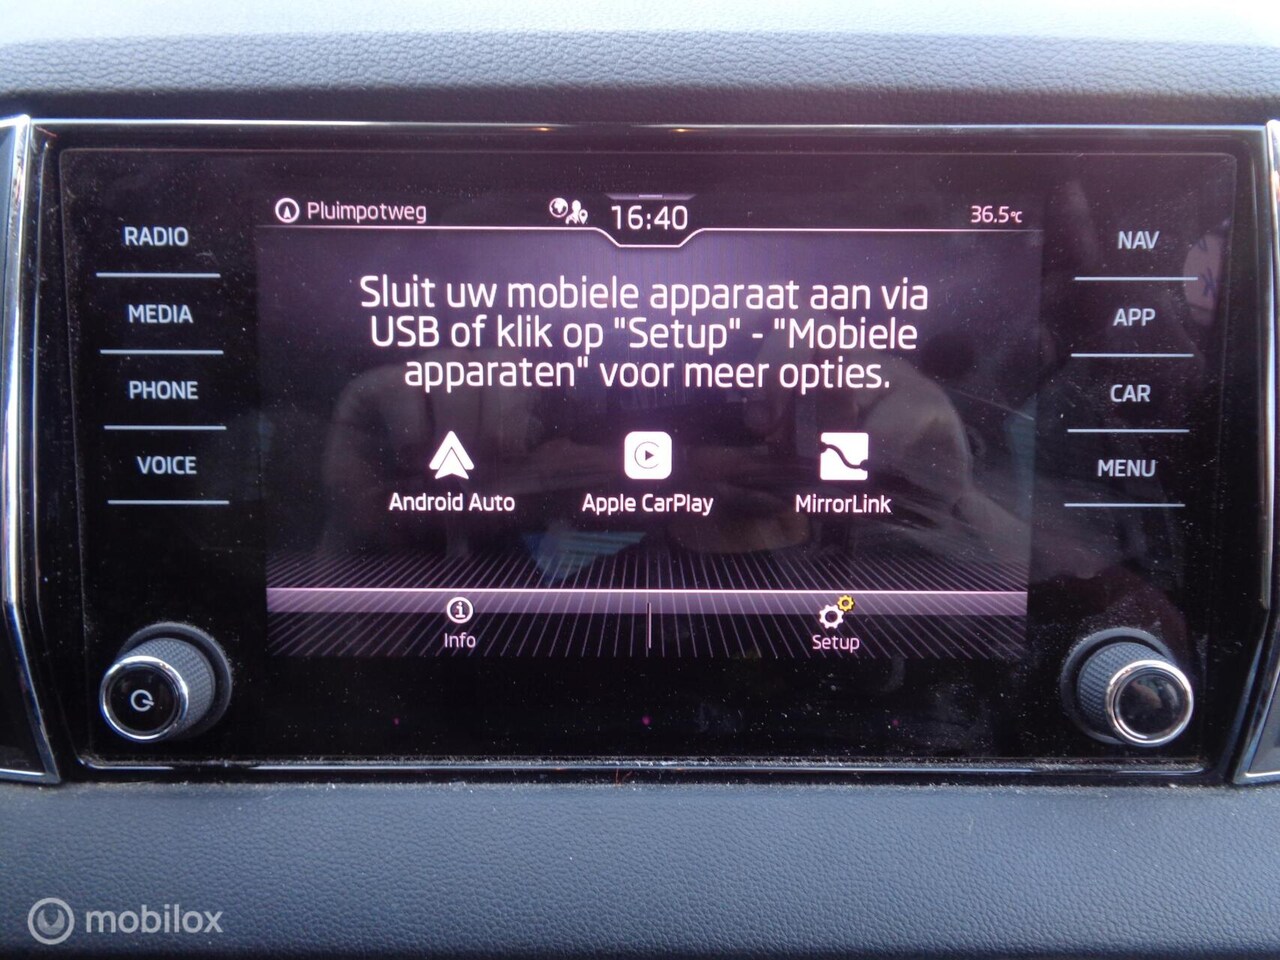 Pluimpotweg
16:40
36.5°C
RADIO
MEDIA
PHONE
VOICE
Sluit uw mobiele apparaat aan via
USB of klik op "Setup" - "Mobiele
apparaten" voor meer opties.
Android Auto
Apple CarPlay
MirrorLink
Info
Setup
NAV
APP
CAR
MENU
mobilox